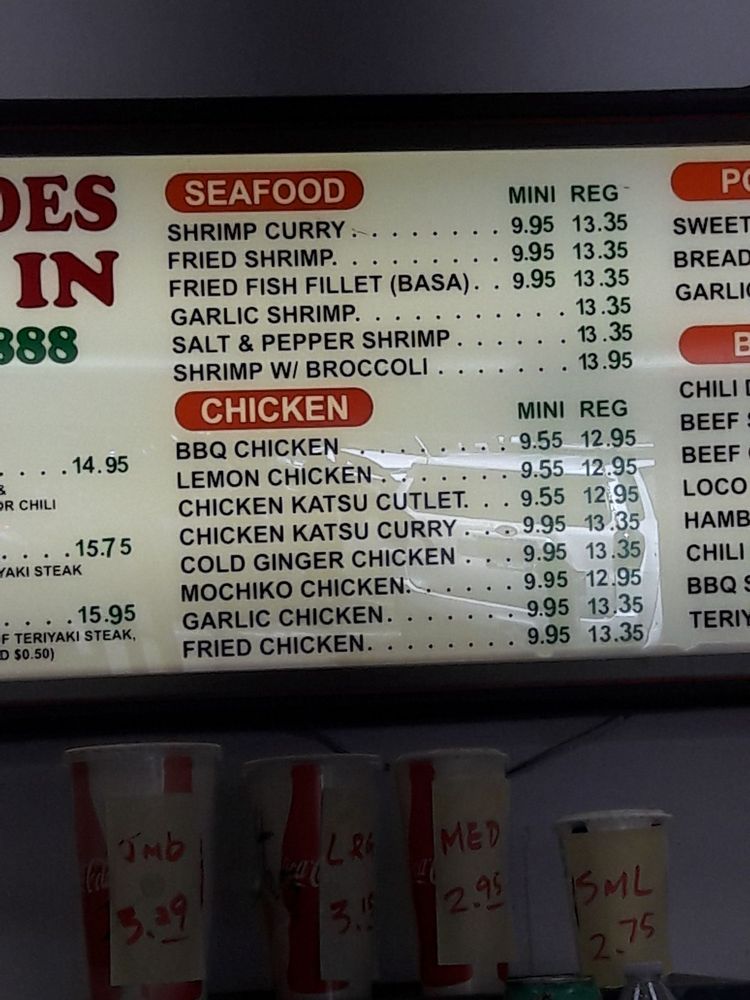 DES
IN
888
. . . . 14.95
&
OR CHILI
. . . . 15.75
YAKI STEAK
. . . . 15.95
F TERIYAKI STEAK,
D $0.50)
SEAFOOD
MINI REG
SHRIMP CURRY . . . . . . . . 9.95 13.35
FRIED SHRIMP. . . . . . . . . 9.95 13.35
FRIED FISH FILLET (BASA). . . 9.95 13.35
GARLIC SHRIMP. . . . . . . . . . . 13.35
SALT & PEPPER SHRIMP . . . . . . 13.35
SHRIMP W/ BROCCOLI . . . . . . . 13.95
CHICKEN
MINI REG
BBQ CHICKEN . . . . . . . . . 9.55 12.95
LEMON CHICKEN . . . . . . . 9.55 12.95
CHICKEN KATSU CUTLET. . . 9.55 12.95
CHICKEN KATSU CURRY . . . 9.95 13.35
COLD GINGER CHICKEN . . . 9.95 13.35
MOCHIKO CHICKEN. . . . . . 9.95 12.95
GARLIC CHICKEN. . . . . . . 9.95 13.35
FRIED CHICKEN. . . . . . . . 9.95 13.35
PO
SWEET
BREAD
GARLIC
B
CHILI
BEEF
BEEF
LOCO
HAMB
CHILI
BBQ
TERIY
Jmb
3.29
LRG
3.15
MED
2.95
SML
2.75